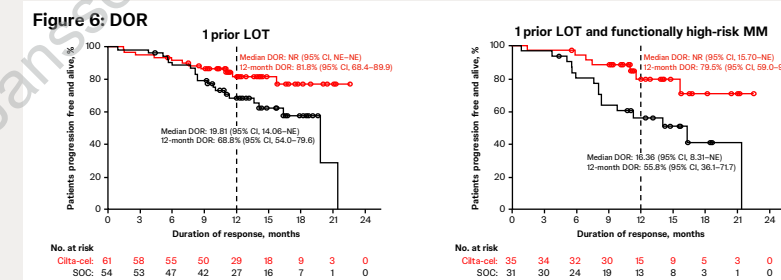 Figure 6: DOR
1 prior LOT
Patients progression free and alive, %
100
80
60
40
20
0
Median DOR: NR (95% CI, NE–NE)
12-month DOR: 81.8% (95% CI, 68.4–89.9)
Median DOR: 19.81 (95% CI, 14.06–NE)
12-month DOR: 68.8% (95% CI, 54.0–79.6)
0 3 6 9 12 15 18 21 24
Duration of response, months
No. at risk
Cilta-cel: 61 58 55 50 29 18 9 3 0
SOC: 54 53 47 42 27 16 7 1 0
1 prior LOT and functionally high-risk MM
Patients progression free and alive, %
100
80
60
40
20
0
Median DOR: NR (95% CI, 15.70–NE)
12-month DOR: 79.5% (95% CI, 59.0–9
Median DOR: 16.36 (95% CI, 8.31–NE)
12-month DOR: 55.8% (95% CI, 36.1–71.7)
0 3 6 9 12 15 18 21 24
Duration of response, months
No. at risk
Cilta-cel: 35 34 32 30 15 9 5 3 0
SOC: 31 30 24 19 13 8 3 1 0